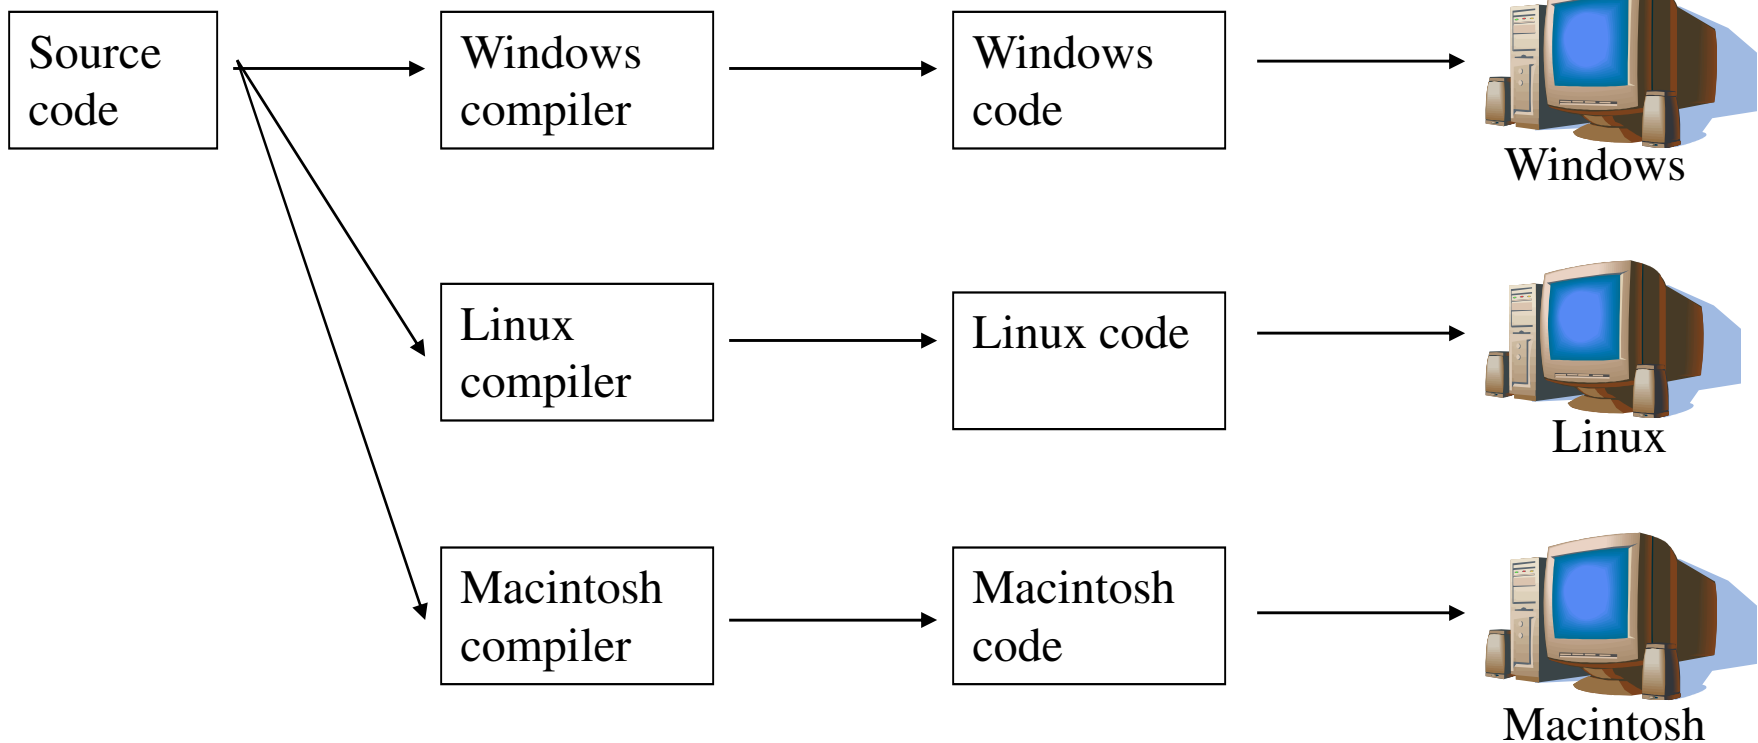 Source
code
Windows
compiler
Windows
code
Windows
Linux
compiler
Linux code
Linux
Macintosh
compiler
Macintosh
code
Macintosh